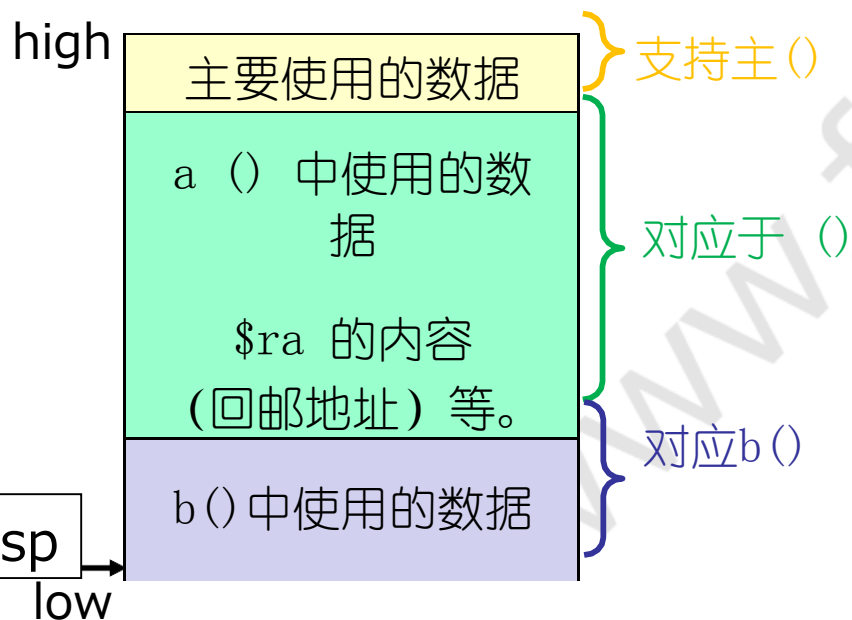 high
主要使用的数据
支持主()
a () 中使用的数
据
对应于 ()
$ra 的内容
(回邮地址) 等。
对应b()
b()中使用的数据
sp
low